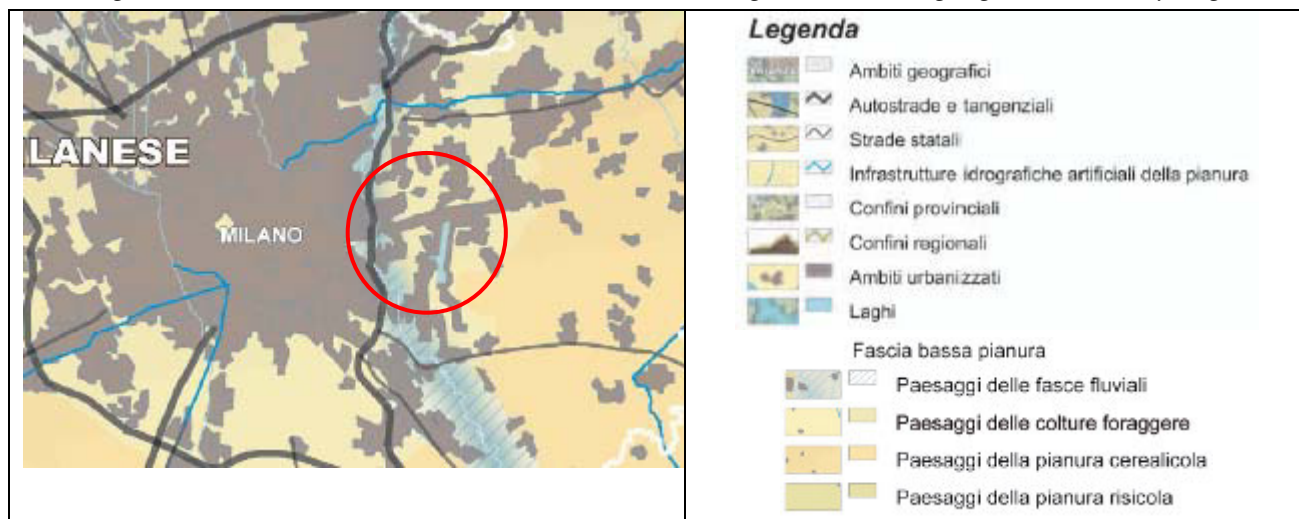 LANESE
MILANO
Legenda
Ambiti geografici
Autostrade e tangenziali
Strade statali
Infrastrutture idrografiche artificiali della pianura
Confini provinciali
Confini regionali
Ambiti urbanizzati
Laghi
Fascia bassa pianura
Paesaggi delle fasce fluviali
Paesaggi delle colture foraggere
Paesaggi della pianura cerealicola
Paesaggi della pianura risicola